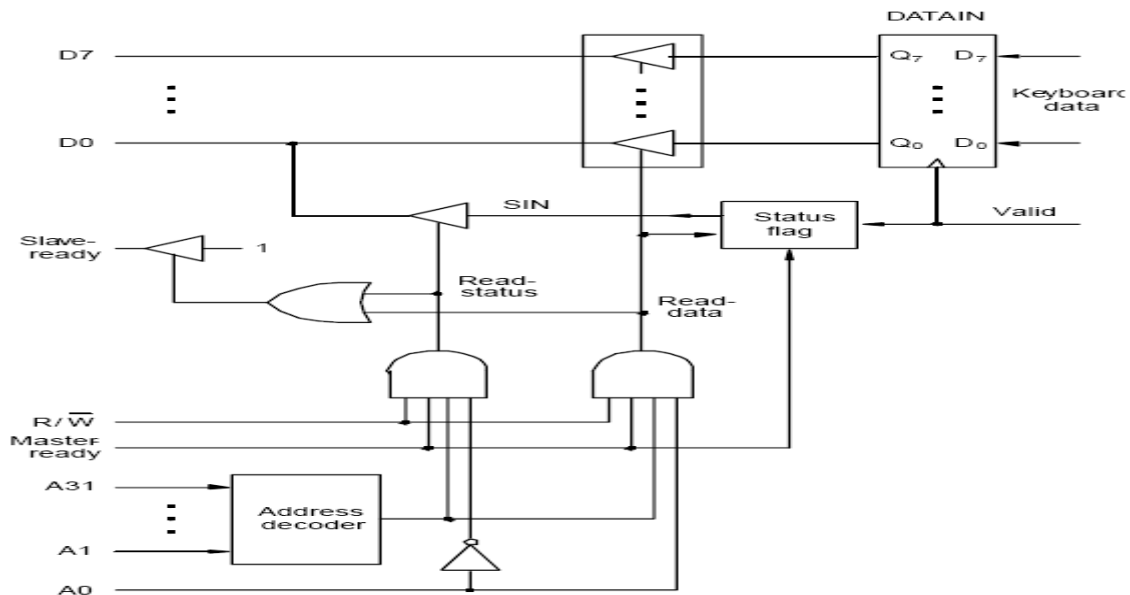 DATAIN
D7
Q7 D7
Keyboard
data
D0
Q0 D0
SIN
Status
flag
Valid
Slave-
ready
1
Read-
status
Read-
data
R/W̅
Master
ready
A31
Address
decoder
A1
A0